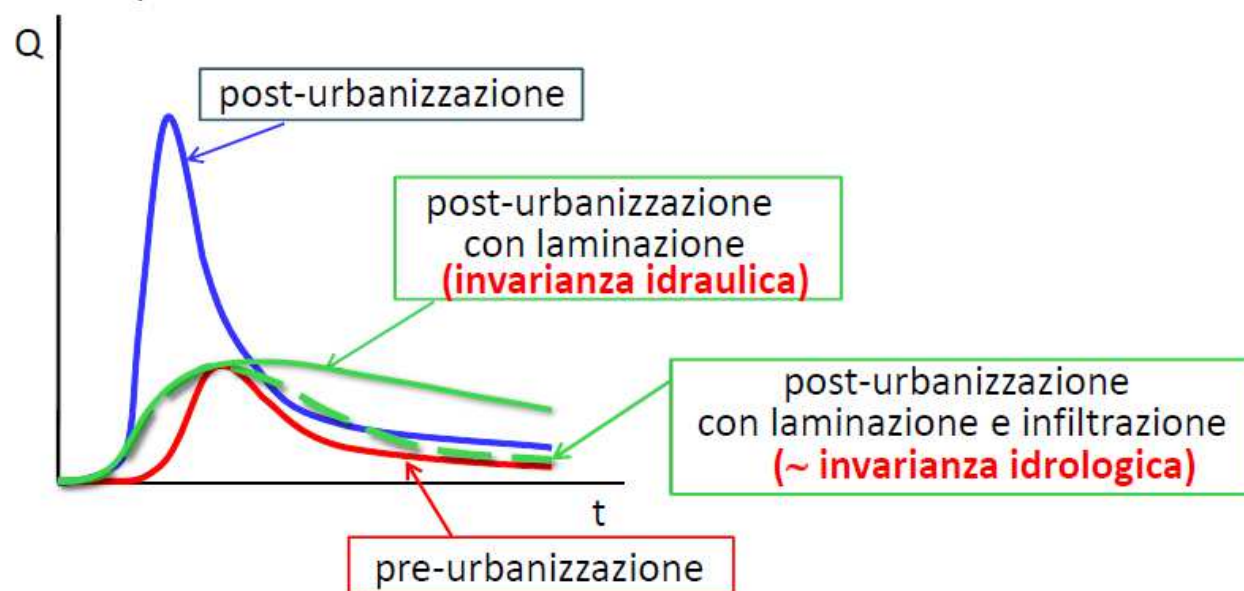 Q
post-urbanizzazione
post-urbanizzazione
con laminazione
(invarianza idraulica)
post-urbanizzazione
con laminazione e infiltrazione
(~ invarianza idrologica)
t
pre-urbanizzazione